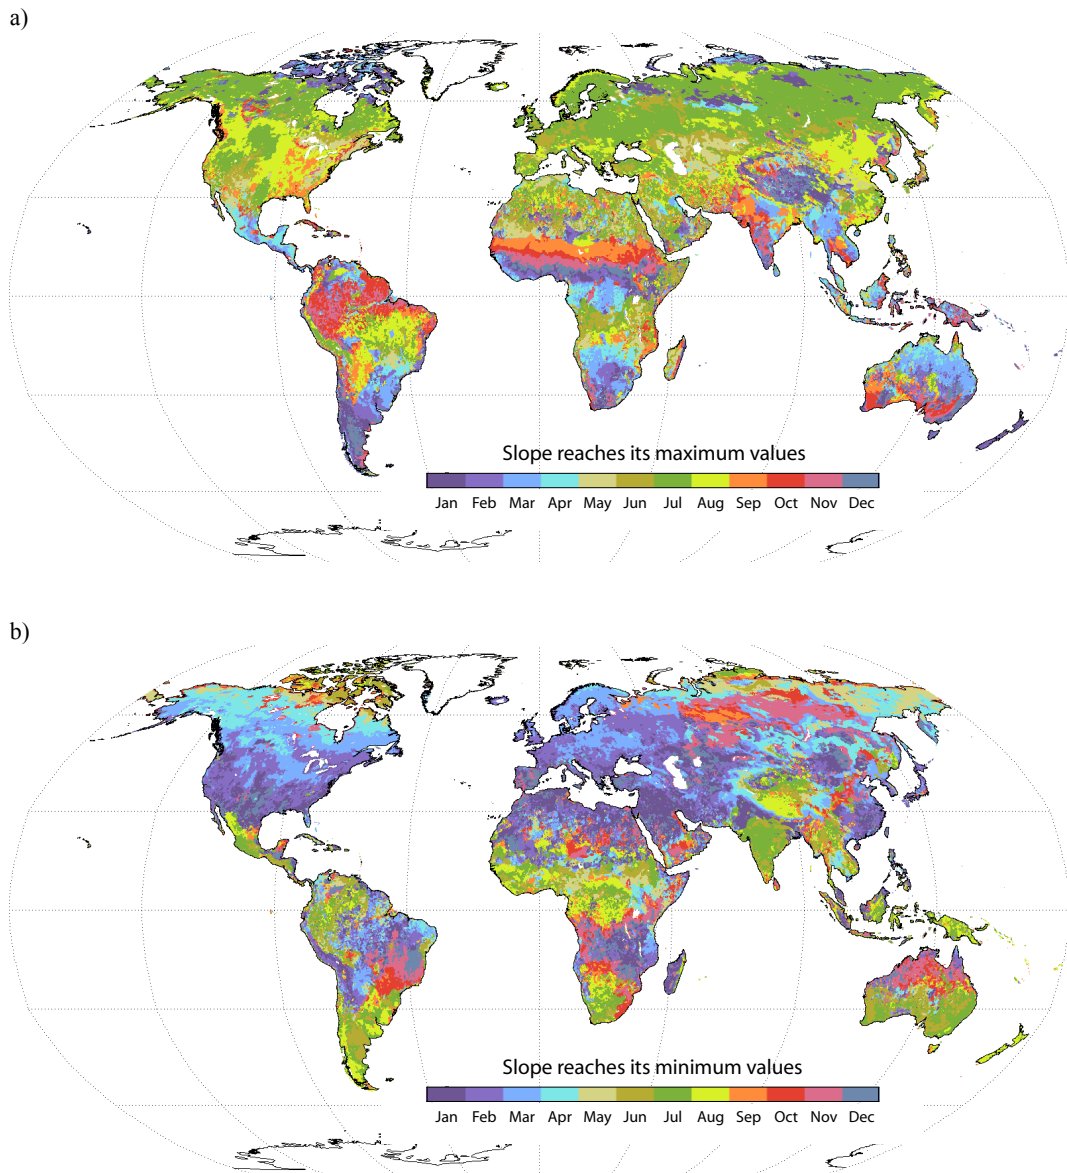 a)
Slope reaches its maximum values
Jan Feb Mar Apr May Jun Jul Aug Sep Oct Nov Dec
b)
Slope reaches its minimum values
Jan Feb Mar Apr May Jun Jul Aug Sep Oct Nov Dec